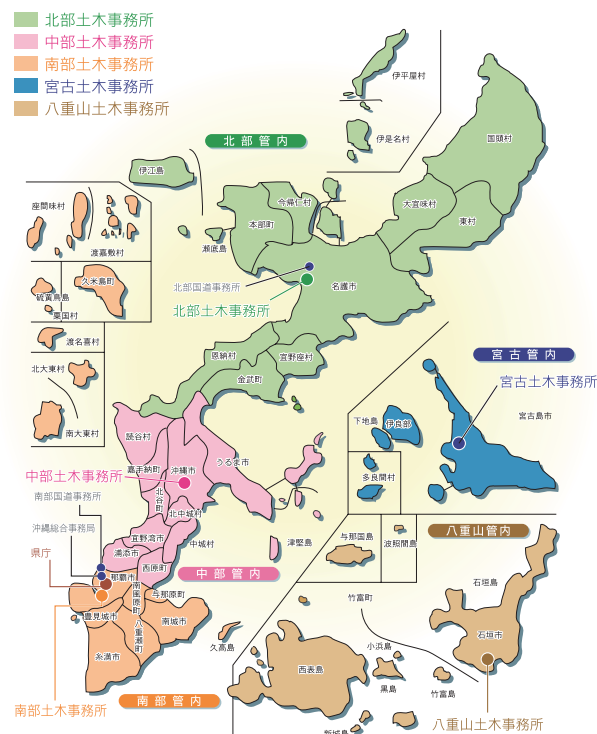 北部土木事務所
中部土木事務所
南部土木事務所
宮古土木事務所
八重山土木事務所
伊平屋村
伊是名村
国頭村
北部管内
伊江島
今帰仁村
大宜味村
東村
本部町
座間味村
瀬底島
渡嘉敷村
北部国道事務所
名護市
久米島町
硫黄鳥島
粟国村
北部土木事務所
渡名喜村
恩納村
宜野座村
宮古管内
北大東村
金武町
宮古土木事務所
宮古島市
下地島
伊良部
南大東村
読谷村
うるま市
嘉手納町
沖縄市
多良間村
中部土木事務所
南部国道事務所
北谷町
北中城村
沖縄総合事務局
宜野湾市
中城村
津堅島
与那国島
波照間島
八重山管内
県庁
浦添市
西原町
那覇市
中部管内
石垣島
南風原町
与那原町
竹富町
豊見城市
八重瀬町
南城市
石垣市
糸満市
久高島
小浜島
西表島
黒島
竹富島
南部管内
南部土木事務所
八重山土木事務所
新城島